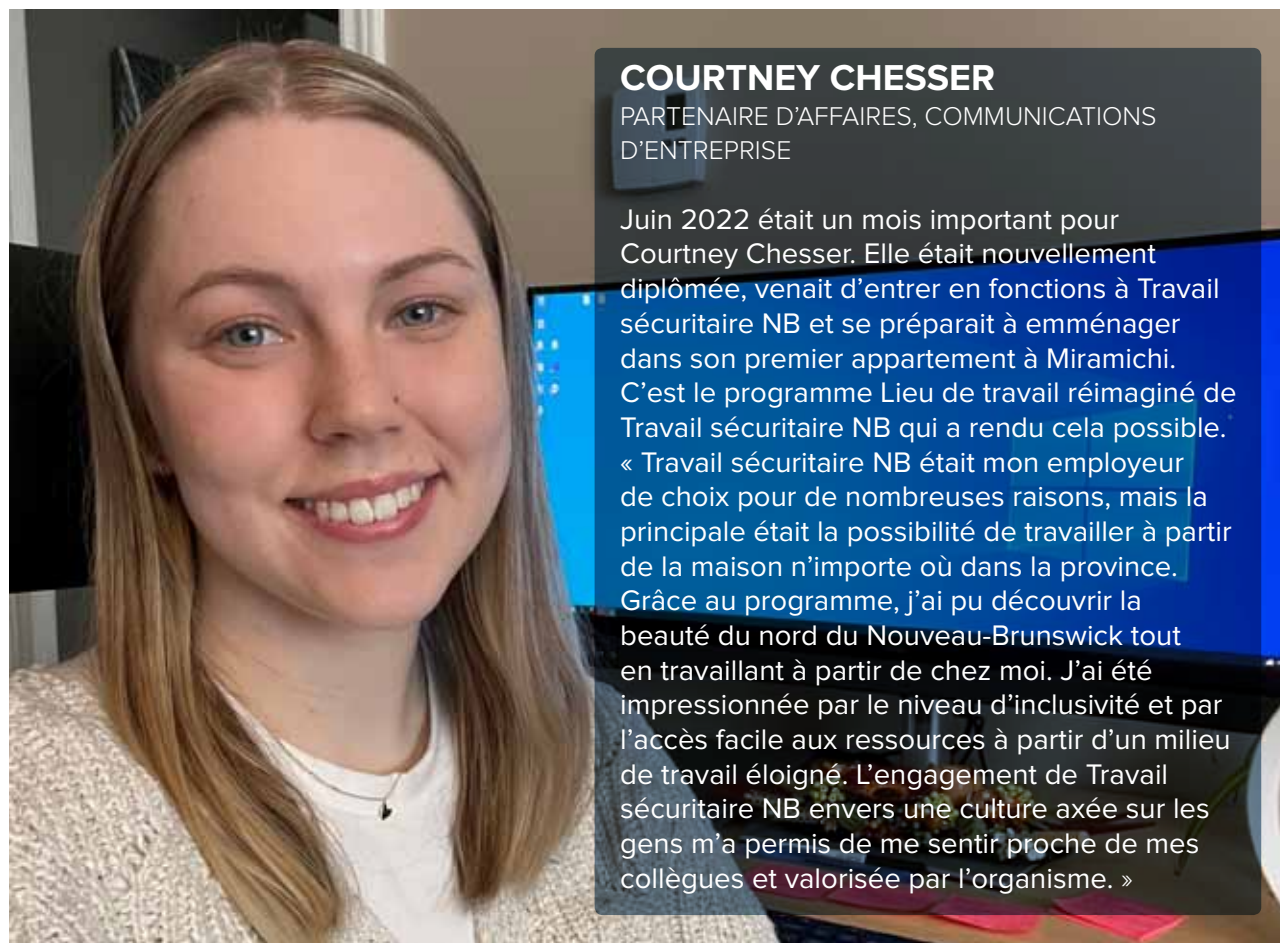 COURTNEY CHESSER
PARTENAIRE D’AFFAIRES, COMMUNICATIONS
D’ENTREPRISE
Juin 2022 était un mois important pour
Courtney Chesser. Elle était nouvellement
diplômée, venait d’entrer en fonctions à Travail
sécuritaire NB et se préparait à emménager
dans son premier appartement à Miramichi.
C’est le programme Lieu de travail réimaginé de
Travail sécuritaire NB qui a rendu cela possible.
« Travail sécuritaire NB était mon employeur
de choix pour de nombreuses raisons, mais la
principale était la possibilité de travailler à partir
de la maison n’importe où dans la province.
Grâce au programme, j’ai pu découvrir la
beauté du nord du Nouveau-Brunswick tout
en travaillant à partir de chez moi. J’ai été
impressionnée par le niveau d’inclusivité et par
l’accès facile aux ressources à partir d’un milieu
de travail éloigné. L’engagement de Travail
sécuritaire NB envers une culture axée sur les
gens m’a permis de me sentir proche de mes
collègues et valorisée par l’organisme. »